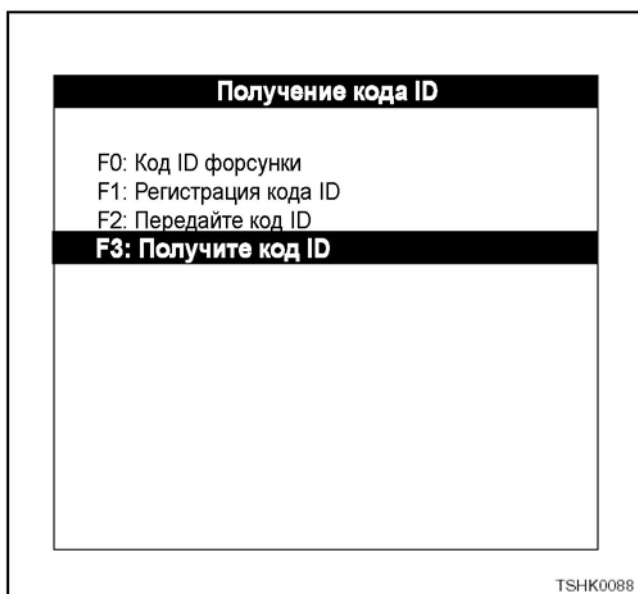 Получение кода ID
F0: Код ID форсунки
F1: Регистрация кода ID
F2: Передайте код ID
F3: Получите код ID
TSHK0088